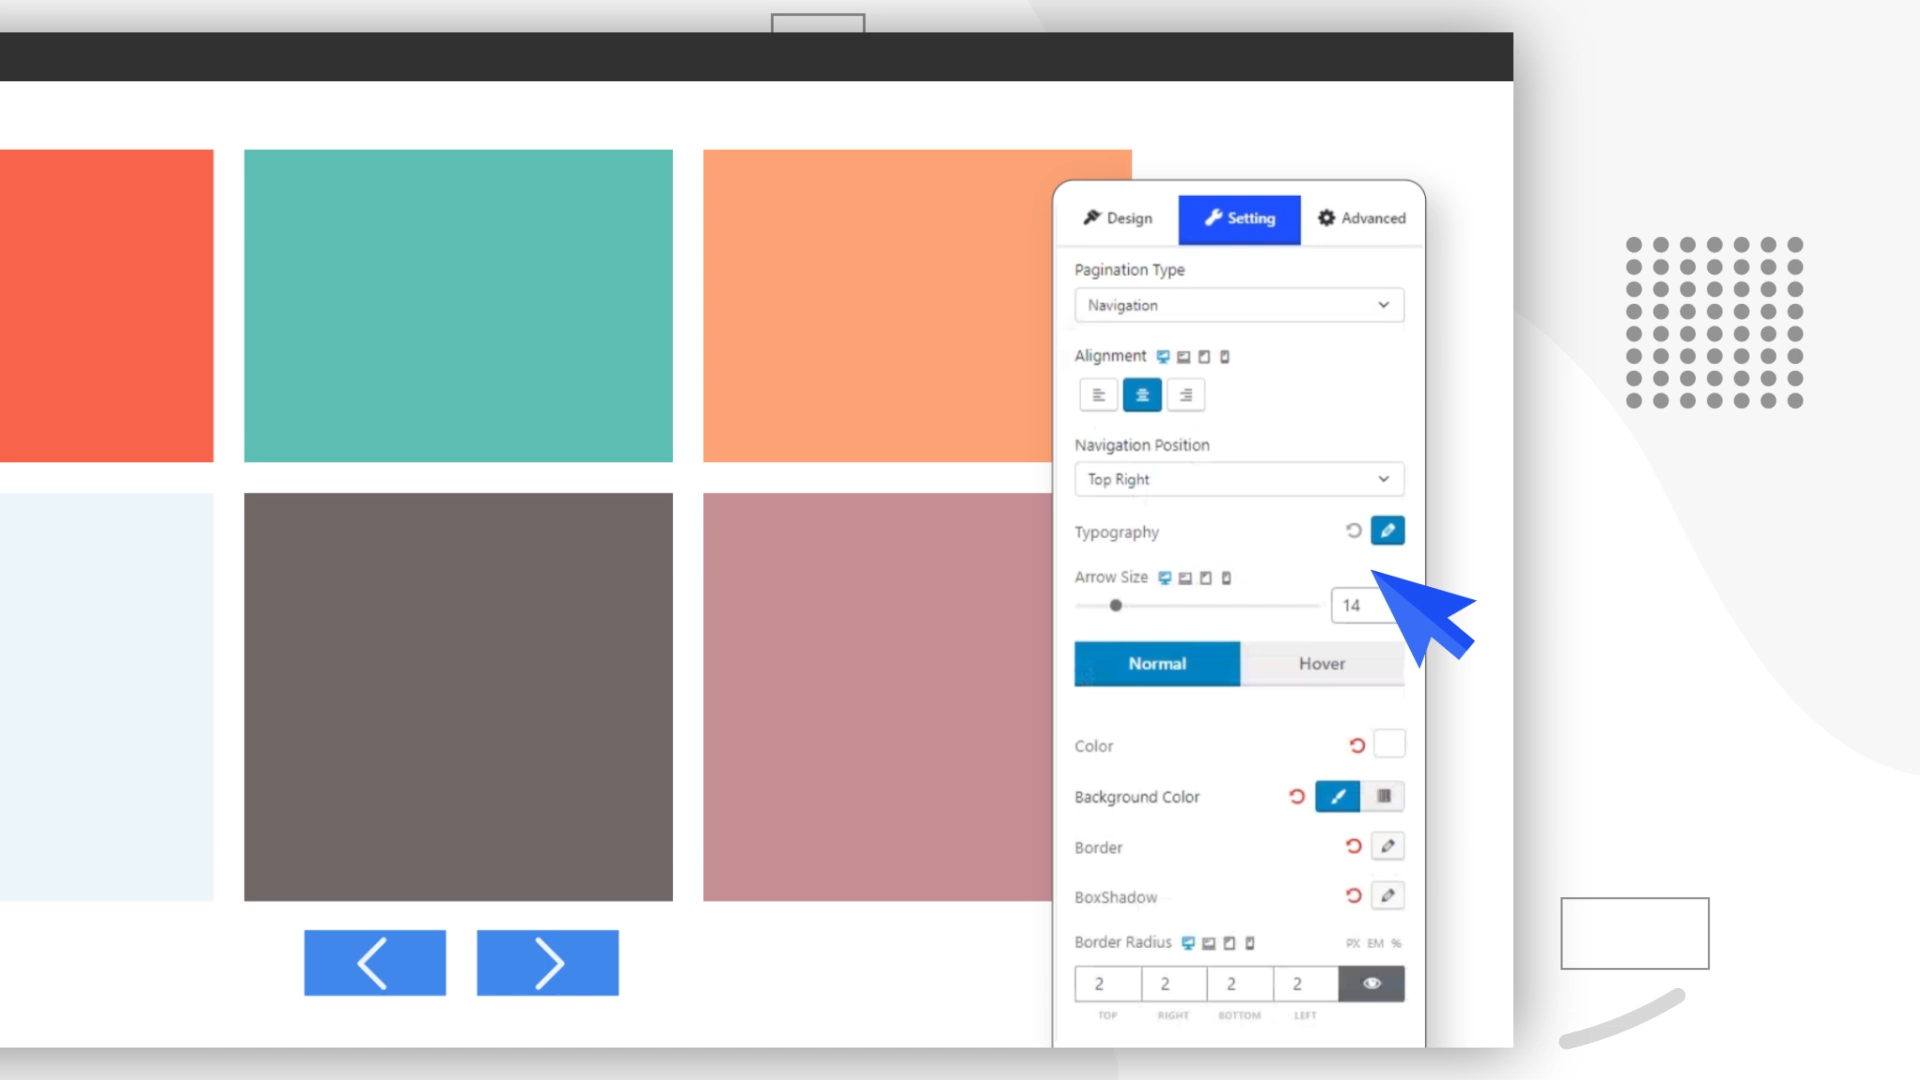 Design Setting Advanced
Pagination Type
Navigation
Alignment
Navigation Position
Top Right
Typography
Arrow Size
14
Normal Hover
Color
Background Color
Border
BoxShadow
Border Radius PX EM %
2 2 2 2
TOP RIGHT BOTTOM LEFT